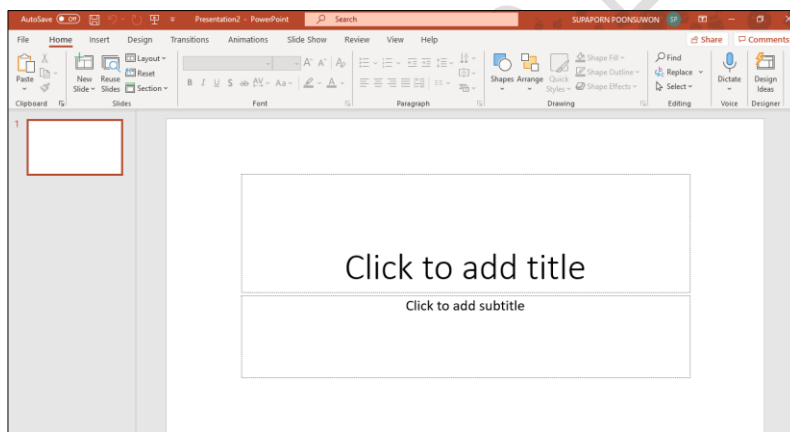 AutoSave Off Presentation2 - PowerPoint Search SUPAPORN POONSUWON SP
File Home Insert Design Transitions Animations Slide Show Review View Help Share Comments
Paste New Slide Reuse Slides Layout Reset Section
B I U S ab AV Aa A A
Shapes Arrange Quick Styles Shape Fill Shape Outline Shape Effects
Find Replace Select Dictate Design Ideas
Clipboard Slides Font Paragraph Drawing Editing Voice Designer
1
Click to add title
Click to add subtitle